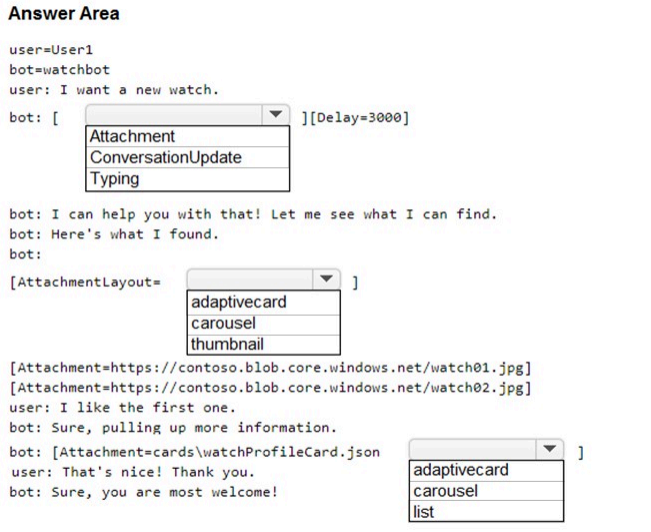 Answer Area
user=User1
bot=watchbot
user: I want a new watch.
bot: [ ][Delay=3000]
Attachment
ConversationUpdate
Typing
bot: I can help you with that! Let me see what I can find.
bot: Here's what I found.
bot:
[AttachmentLayout= ]
adaptivecard
carousel
thumbnail
[Attachment=https://contoso.blob.core.windows.net/watch01.jpg]
[Attachment=https://contoso.blob.core.windows.net/watch02.jpg]
user: I like the first one.
bot: Sure, pulling up more information.
bot: [Attachment=cards\watchProfileCard.json ]
adaptivecard
carousel
list
user: That's nice! Thank you.
bot: Sure, you are most welcome!